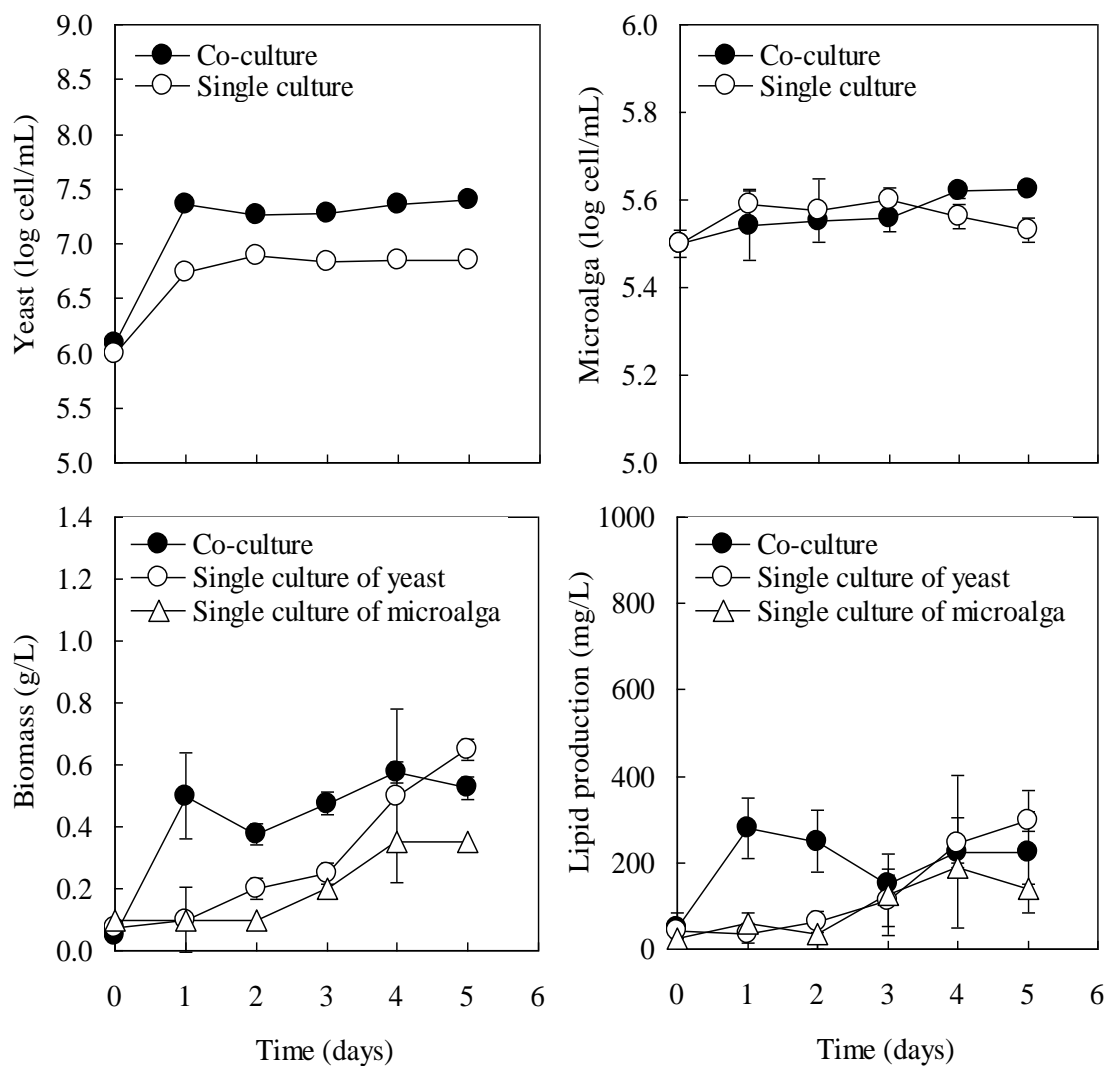 Yeast (log cell/mL)
9.0
8.5
8.0
7.5
7.0
6.5
6.0
5.5
5.0
Co-culture
Single culture
Microalga (log cell/mL)
6.0
5.8
5.6
5.4
5.2
5.0
Co-culture
Single culture
Biomass (g/L)
1.4
1.2
1.0
0.8
0.6
0.4
0.2
0.0
Co-culture
Single culture of yeast
Single culture of microalga
0 1 2 3 4 5 6
Time (days)
Lipid production (mg/L)
1000
800
600
400
200
0
Co-culture
Single culture of yeast
Single culture of microalga
0 1 2 3 4 5 6
Time (days)